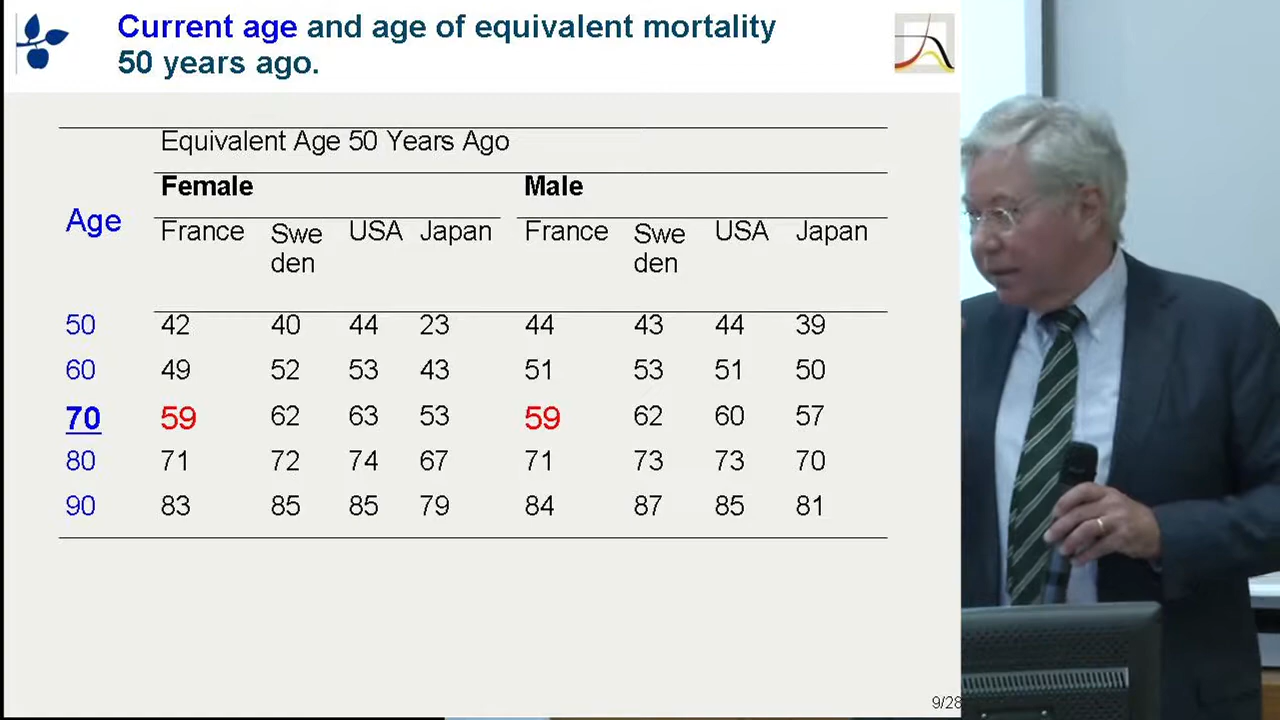 Current age and age of equivalent mortality
50 years ago.
Equivalent Age 50 Years Ago
Female Male
Age
France Swe USA Japan France Swe USA Japan
den den
50 42 40 44 23 44 43 44 39
60 49 52 53 43 51 53 51 50
70 59 62 63 53 59 62 60 57
80 71 72 74 67 71 73 73 70
90 83 85 85 79 84 87 85 81
9/28